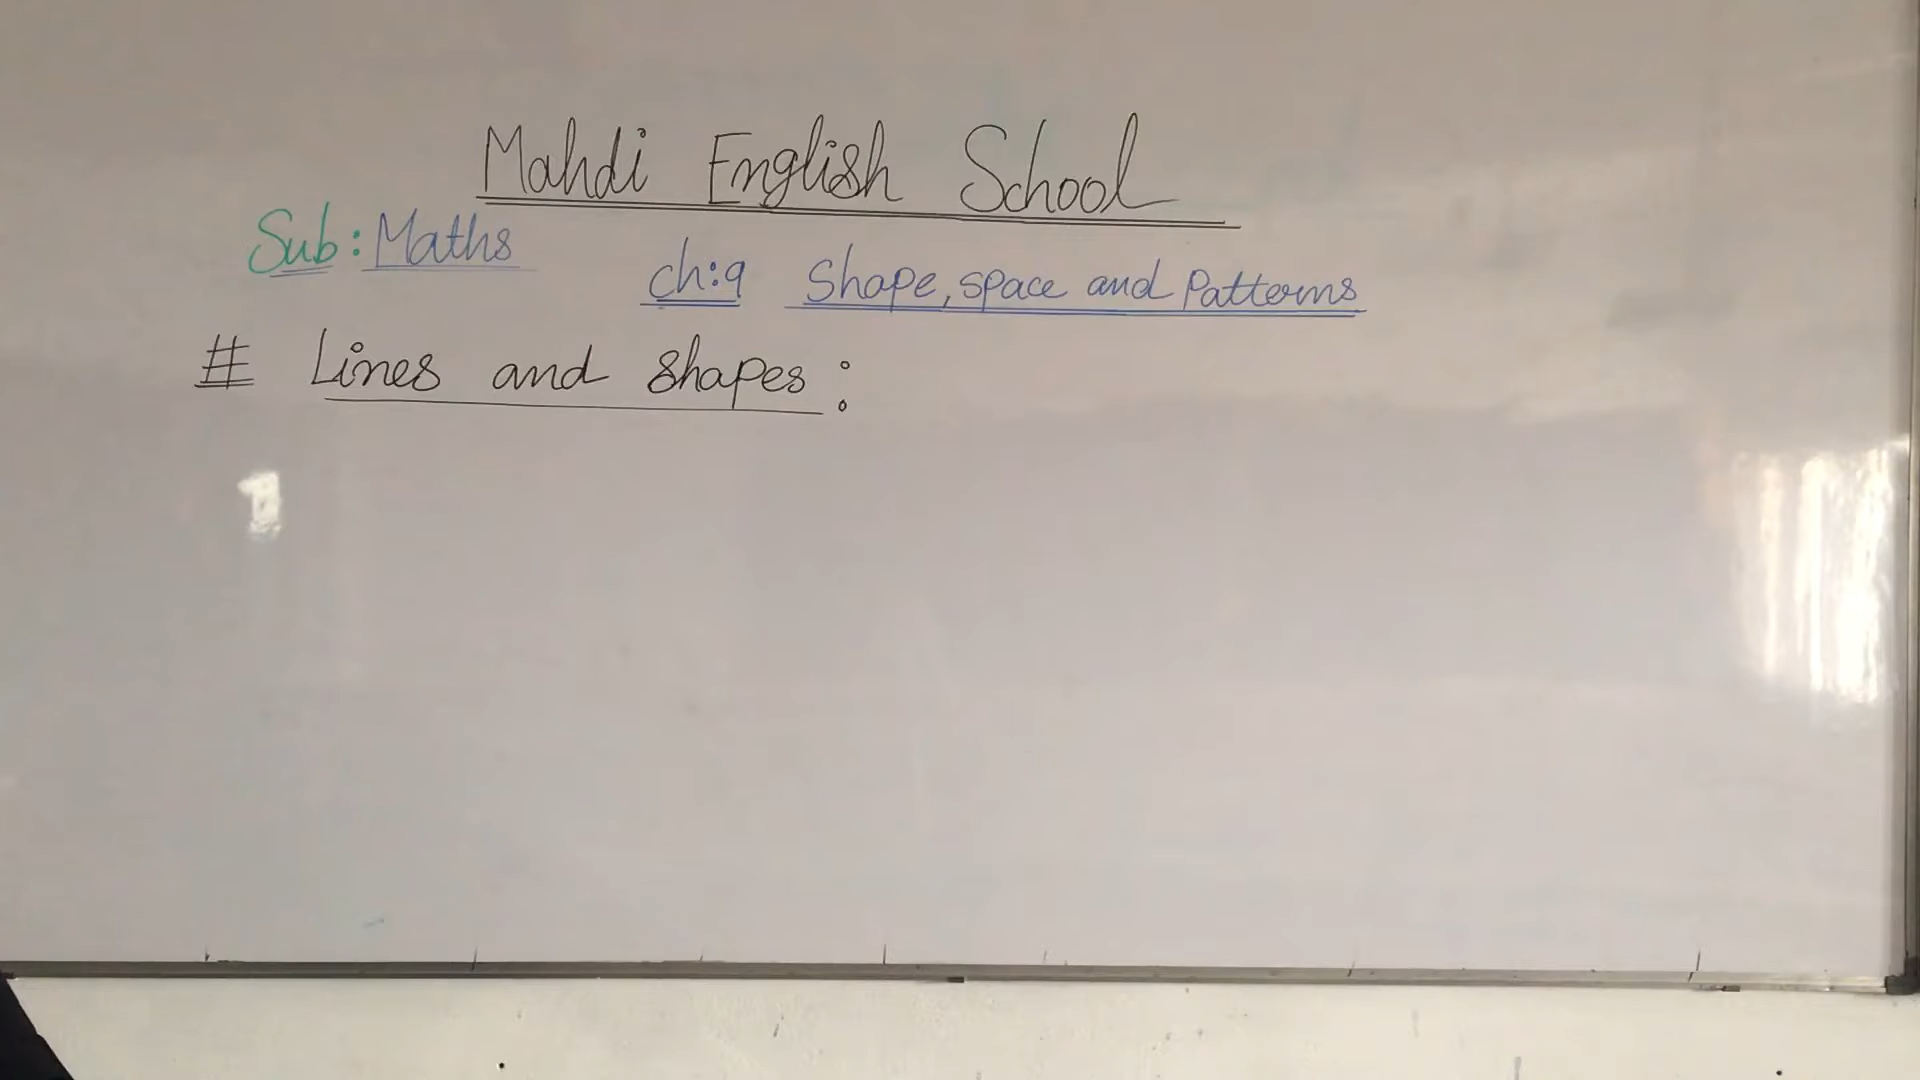 Mahdi English School
Sub: Maths
ch:9 Shape, space and Patterns
# Lines and shapes: